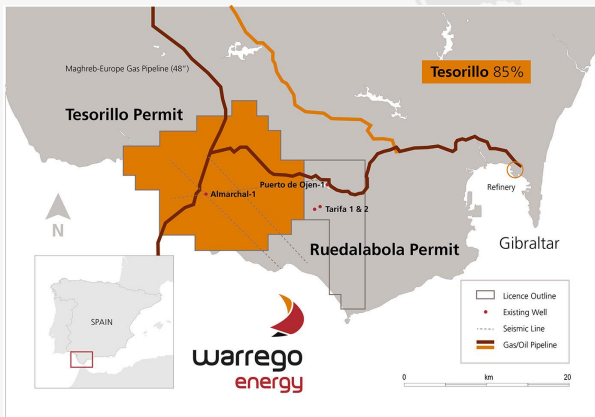 Maghreb-Europe Gas Pipeline (48")
Tesorillo 85%
Tesorillo Permit
Puerto de Ojen-1
Refinery
Almarchal-1
Tarifa 1 & 2
N
Ruedalabola Permit
Gibraltar
SPAIN
Licence Outline
Existing Well
Seismic Line
Gas/Oil Pipeline
warrego
energy
km
0
20